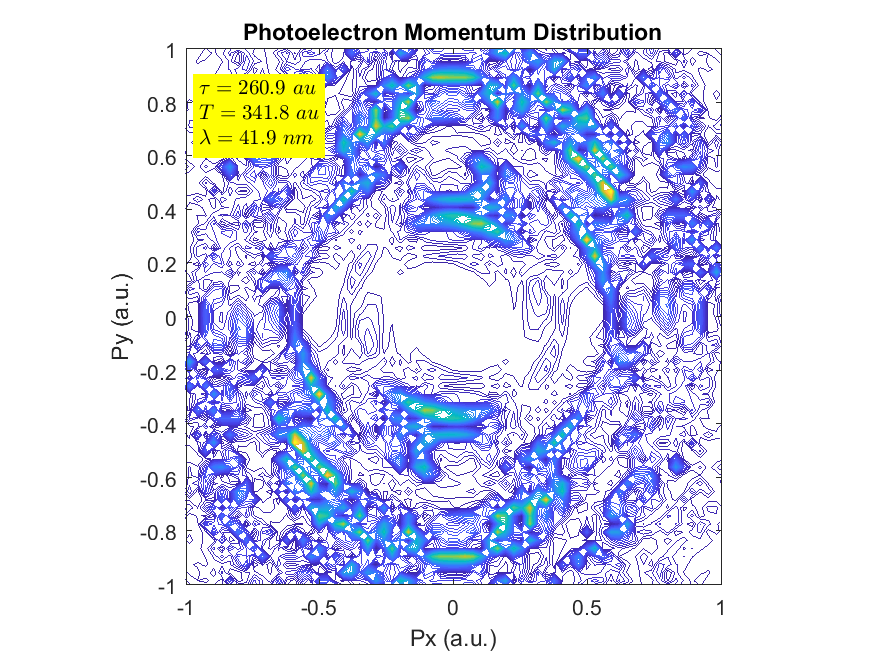 Photoelectron Momentum Distribution
τ = 260.9 au
T = 341.8 au
λ = 41.9 nm
1
0.8
0.6
0.4
0.2
0
-0.2
-0.4
-0.6
-0.8
-1
Py (a.u.)
-1 -0.5 0 0.5 1
Px (a.u.)